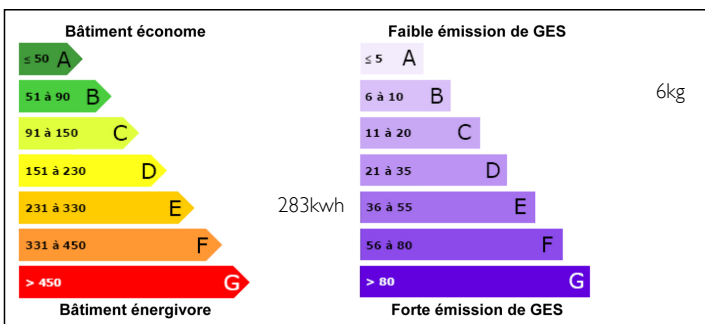 Bâtiment économe
≤ 50 A
51 à 90 B
91 à 150 C
151 à 230 D
231 à 330 E
283kwh
331 à 450 F
> 450 G
Bâtiment énergivore
Faible émission de GES
≤ 5 A
6 à 10 B
6kg
11 à 20 C
21 à 35 D
36 à 55 E
56 à 80 F
> 80 G
Forte émission de GES